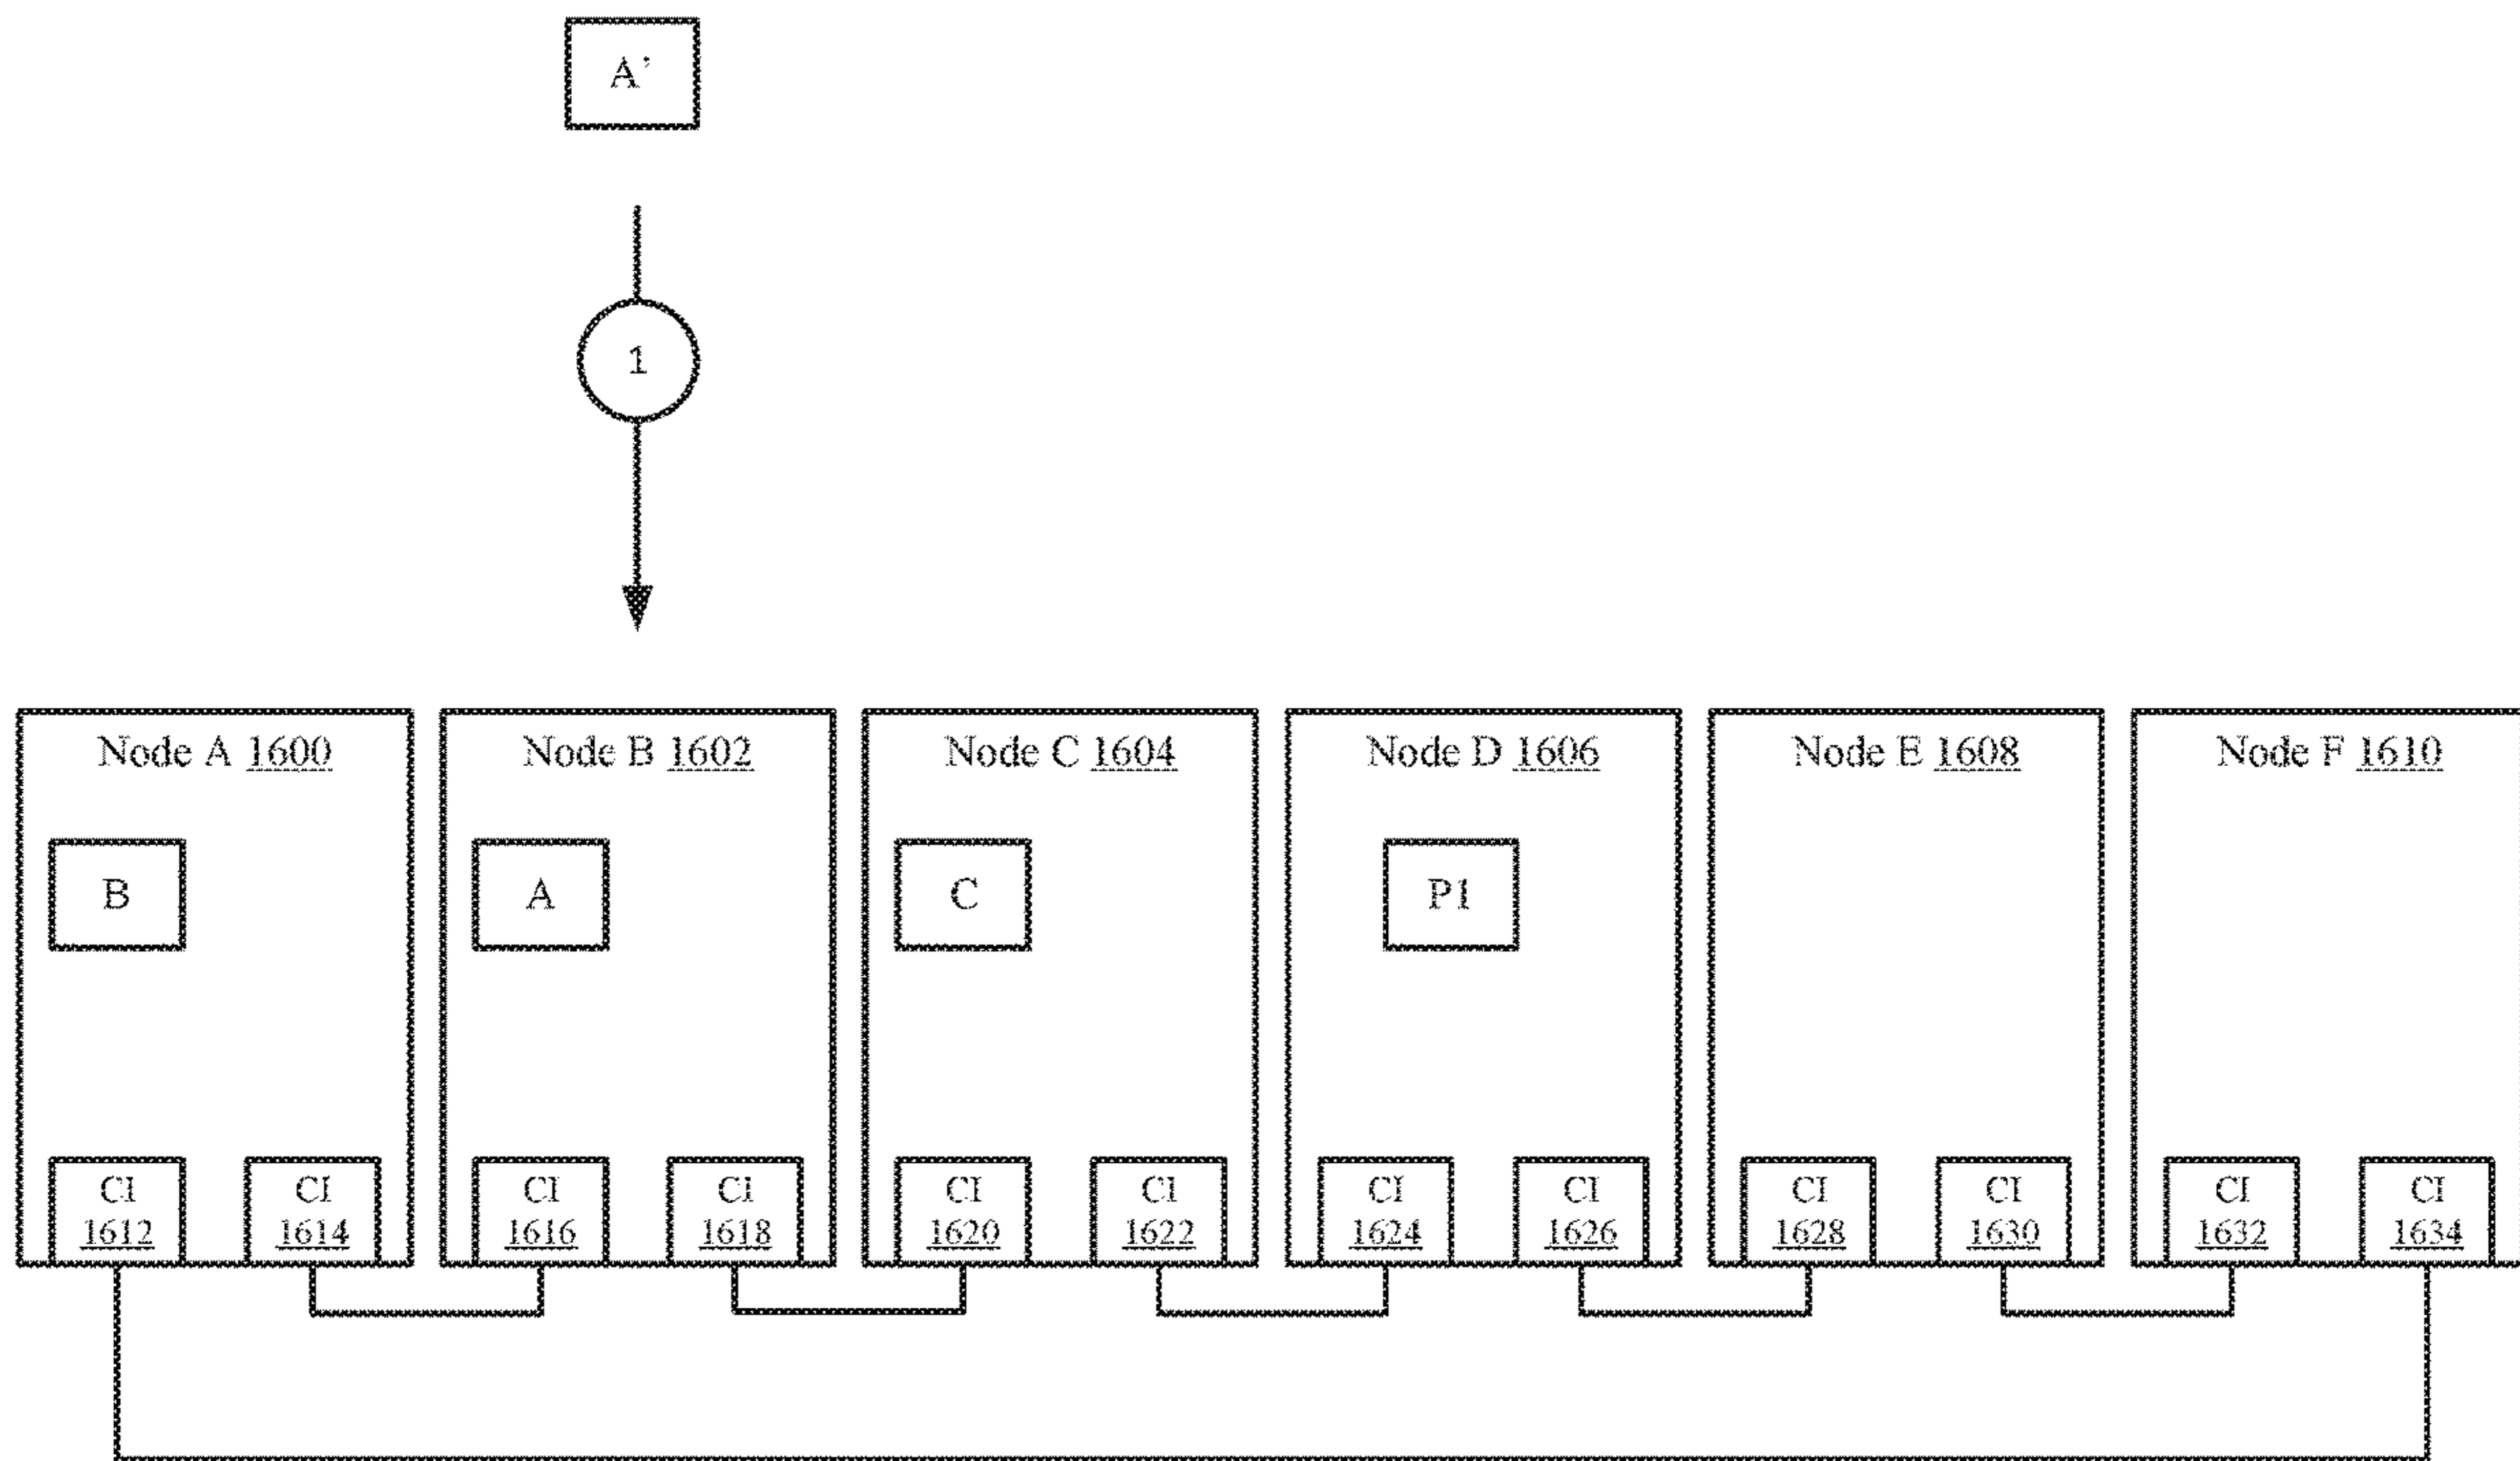 A'
1
Node A 1600
Node B 1602
Node C 1604
Node D 1606
Node E 1608
Node F 1610
B
A
C
P1
CI
1612
CI
1614
CI
1616
CI
1618
CI
1620
CI
1622
CI
1624
CI
1626
CI
1628
CI
1630
CI
1632
CI
1634